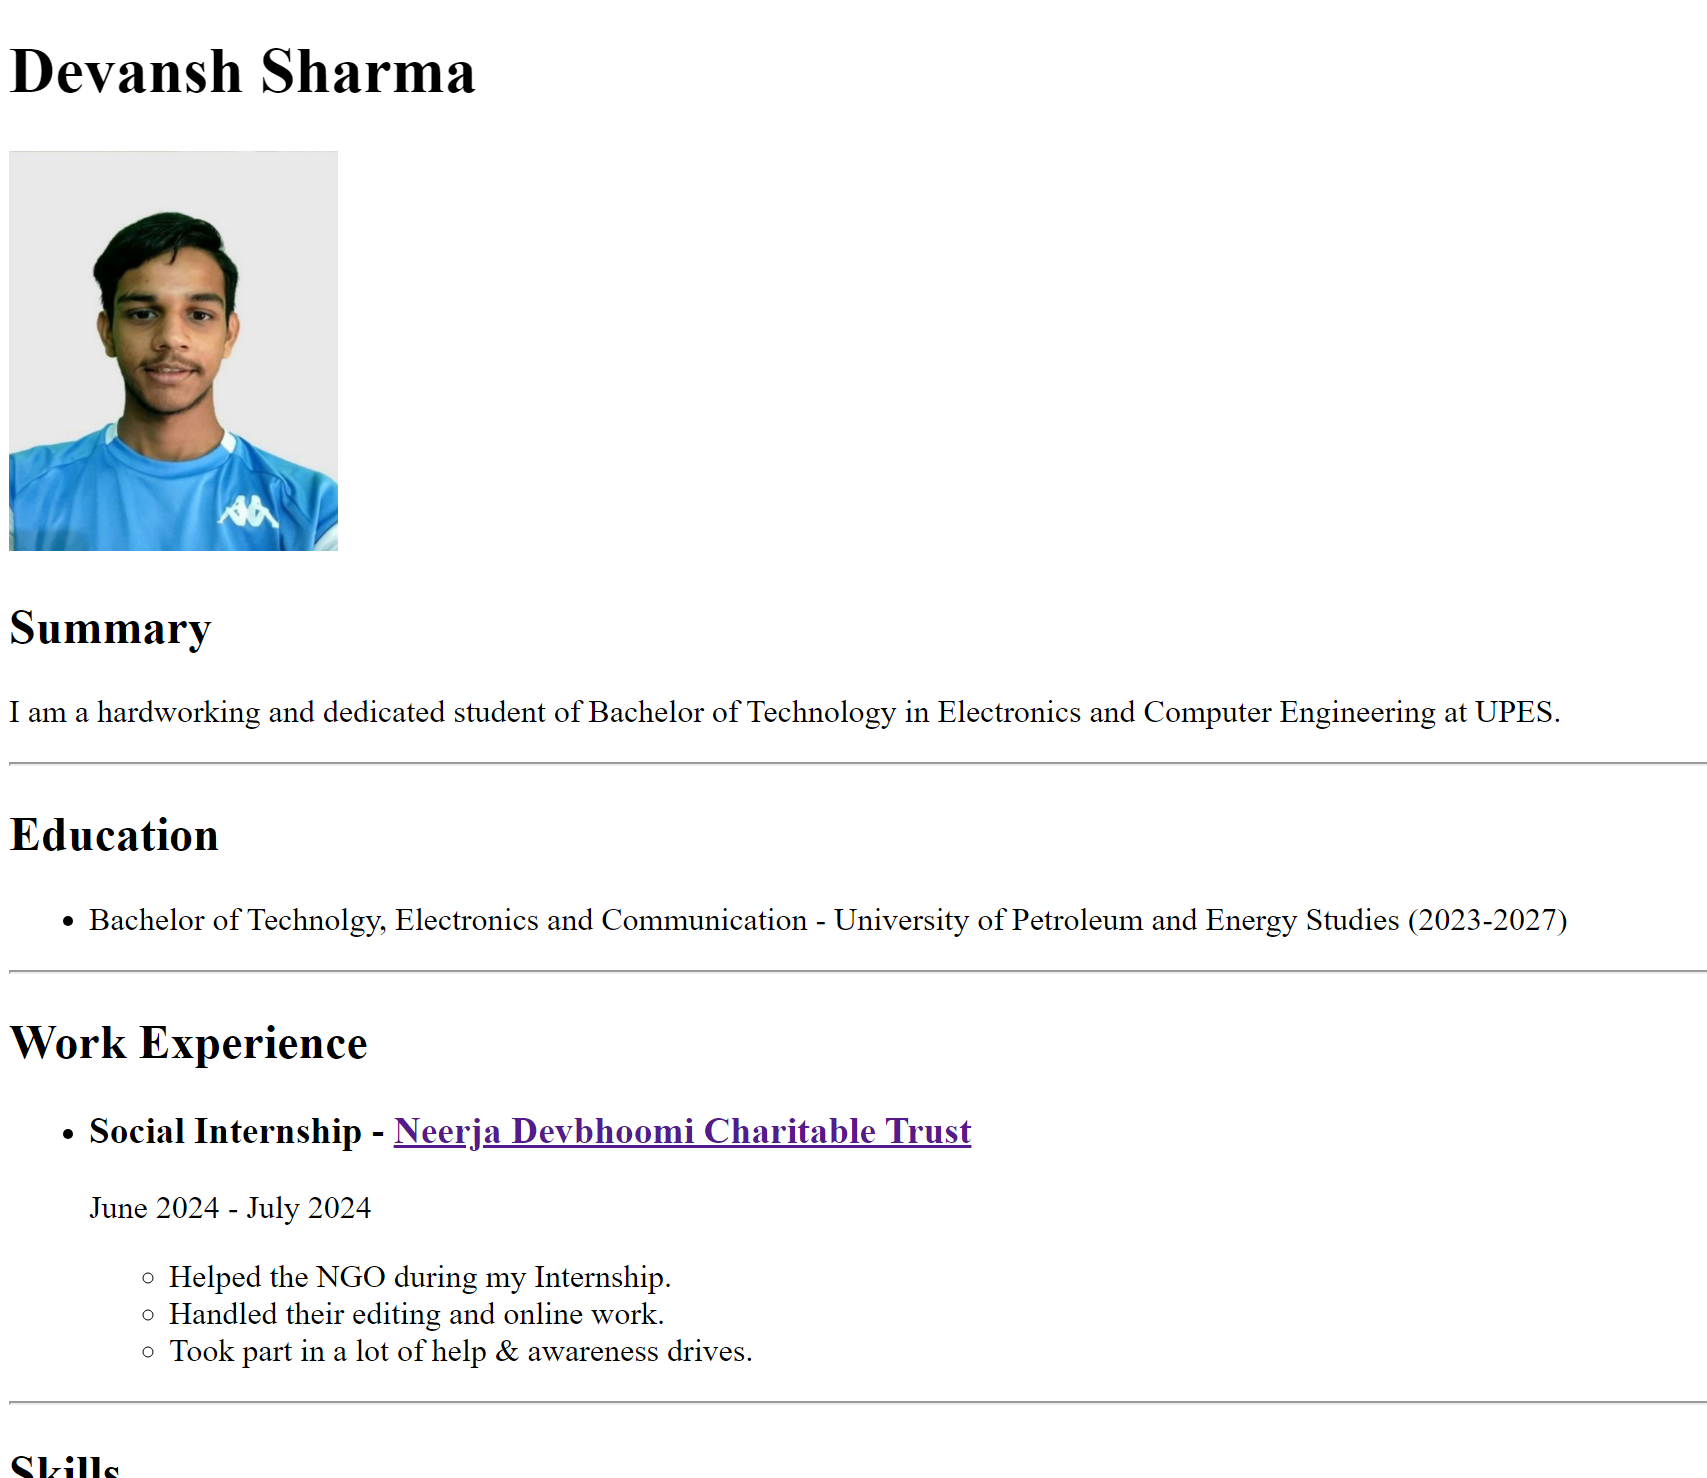 Devansh Sharma
Summary
I am a hardworking and dedicated student of Bachelor of Technology in Electronics and Computer Engineering at UPES.
Education
Bachelor of Technolgy, Electronics and Communication - University of Petroleum and Energy Studies (2023-2027)
Work Experience
Social Internship - Neerja Devbhoomi Charitable Trust
June 2024 - July 2024
Helped the NGO during my Internship.
Handled their editing and online work.
Took part in a lot of help & awareness drives.
Skills